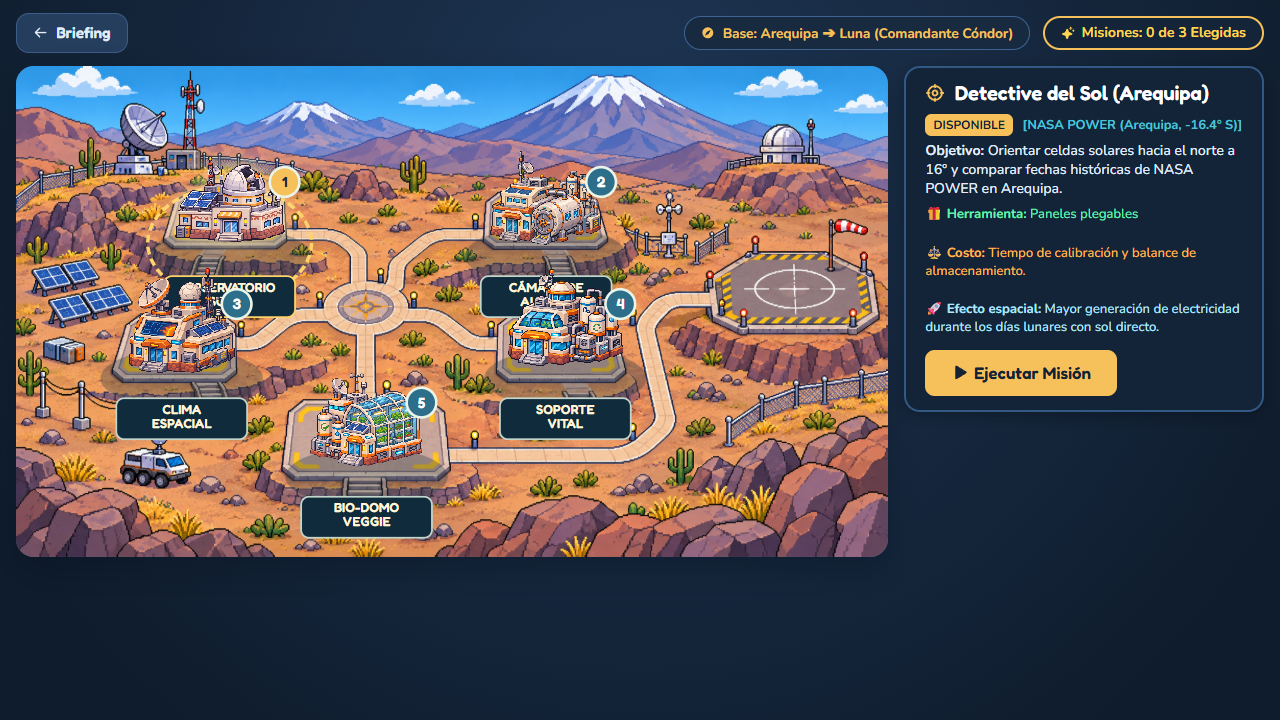 ← Briefing
Base: Arequipa ➔ Luna (Comandante Cóndor)
Misiones: 0 de 3 Elegidas
1
2
3
4
CLIMA
ESPACIAL
SOPORTE
VITAL
5
BIO-DOMO
VEGGIE
Detective del Sol (Arequipa)
DISPONIBLE [NASA POWER (Arequipa, -16.4° S)]
Objetivo: Orientar celdas solares hacia el norte a
16° y comparar fechas históricas de NASA
POWER en Arequipa.
Herramienta: Paneles plegables
Costo: Tiempo de calibración y balance de
almacenamiento.
Efecto espacial: Mayor generación de electricidad
durante los días lunares con sol directo.
Ejecutar Misión